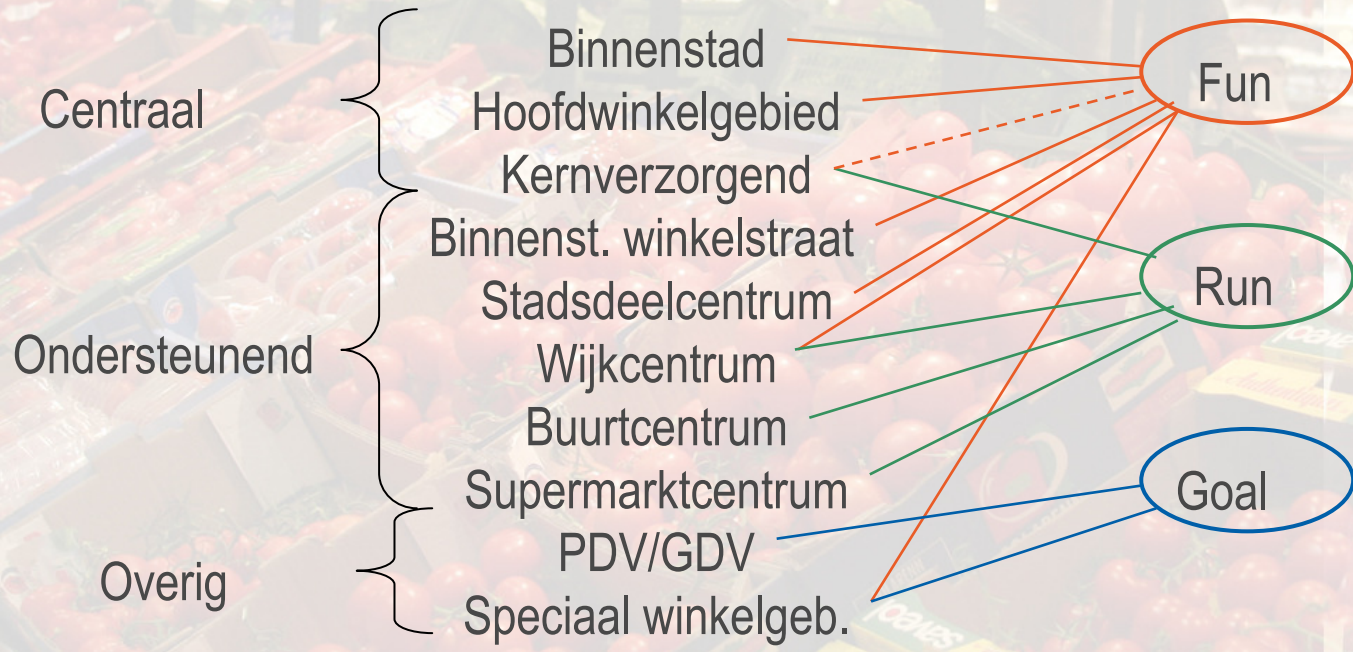 Centraal
Binnenstad
Hoofdwinkelgebied
Kernverzorgend
Ondersteunend
Binnenst. winkelstraat
Stadsdeelcentrum
Wijkcentrum
Buurtcentrum
Supermarktcentrum
Overig
PDV/GDV
Speciaal winkelgeb.
Fun
Run
Goal